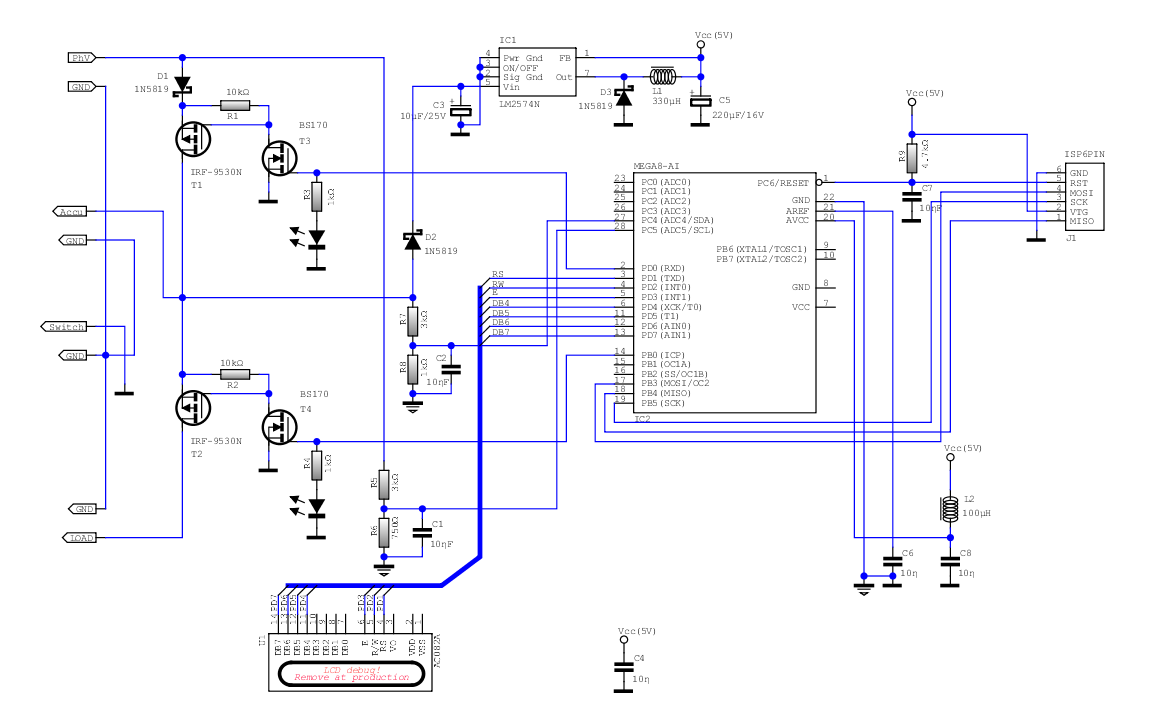 IC1
4 Pwr Gnd FB 1
3 ON/OFF
2 Sig Gnd Out 7
5 Vin
LM2574N
Vcc(5V)
PhV
GND
D1
1N5819
10kΩ
R1
IRF-9530N
T1
BS170
T3
R3
1kΩ
C3
+
10µF/25V
D3
1N5819
L1
330µH
+
C5
220µF/16V
Accu
GND
D2
1N5819
Switch
GND
R7
3kΩ
R8
1kΩ
C2
10ηF
10kΩ
R2
IRF-9530N
T2
BS170
T4
R4
1kΩ
GND
LOAD
R5
3kΩ
R6
750Ω
C1
10ηF
MEGA8-AI
23 PC0(ADC0) PC6/RESET 1
24 PC1(ADC1)
25 PC2(ADC2) GND 22
26 PC3(ADC3) AREF 21
27 PC4(ADC4/SDA) AVCC 20
28 PC5(ADC5/SCL)
PB6(XTAL1/TOSC1) 9
PB7(XTAL2/TOSC2) 10
2 PD0(RXD)
RS 3 PD1(TXD)
RW 4 PD2(INT0) GND 8
E 5 PD3(INT1)
DB4 6 PD4(XCK/T0) VCC 7
DB5 11 PD5(T1)
DB6 12 PD6(AIN0)
DB7 13 PD7(AIN1)
14 PB0(ICP)
15 PB1(OC1A)
16 PB2(SS/OC1B)
17 PB3(MOSI/OC2
18 PB4(MISO)
19 PB5(SCK)
IC2
Vcc(5V)
R9
4.7kΩ
C7
10ηF
ISP6PIN
6 GND
5 RST
4 MOSI
3 SCK
2 VTG
1 MISO
J1
Vcc(5V)
L2
100µH
C6
10η
C8
10η
PD7 PD6 PD5 PD4 PD3 PD2 PD1
14 13 12 11 10 9 8 7 6 5 4 3 2 1
U1
DB7 DB6 DB5 DB4 DB3 DB2 DB1 DB0 E R/W RS VO VDD VSS
AC082A
LCD debug!
Remove at production
Vcc(5V)
C4
10η